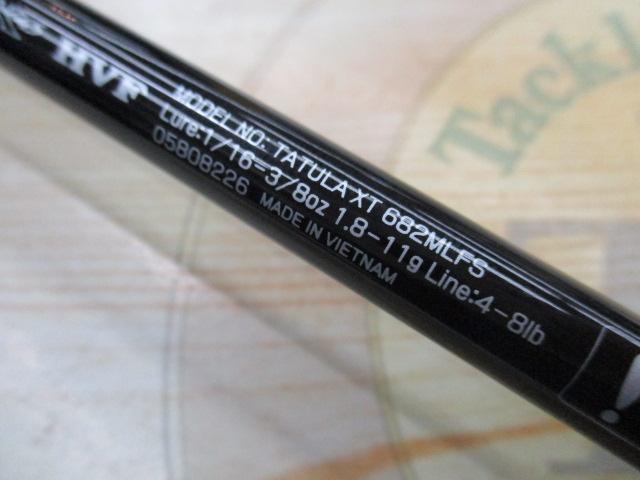 HVF
MODEL NO. TATULA XT 682MLFS
Lure:1/16-3/8oz 1.8-11g Line:4-8lb
05808226 MADE IN VIETNAM
Tackl